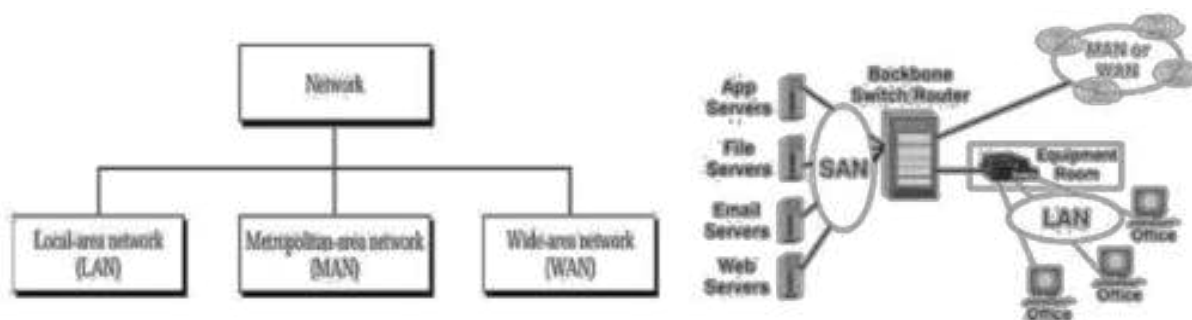 Network
Local-area network
(LAN)
Metropolitan-area network
(MAN)
Wide-area network
(WAN)
App
Servers
File
Servers
Email
Servers
Web
Servers
SAN
Backbone
Switch/Router
MAN or
WAN
Equipment
Room
LAN
Office
Office
Office